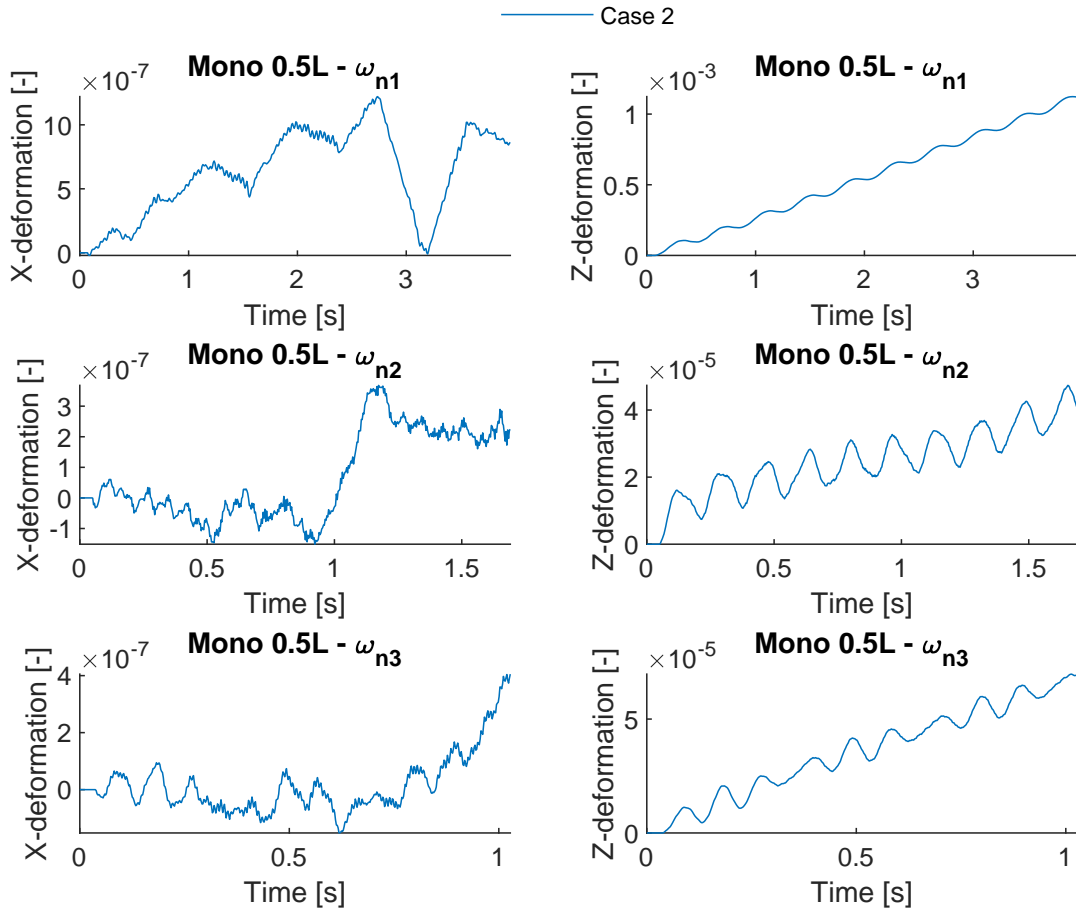 Case 2
Mono 0.5L - ωn1
×10-7
X-deformation [-]
10
5
0
0 1 2 3
Time [s]
Mono 0.5L - ωn1
×10-3
Z-deformation [-]
1
0.5
0
0 1 2 3
Time [s]
Mono 0.5L - ωn2
×10-7
X-deformation [-]
3
2
1
0
-1
0 0.5 1 1.5
Time [s]
Mono 0.5L - ωn2
×10-5
Z-deformation [-]
4
2
0
0 0.5 1 1.5
Time [s]
Mono 0.5L - ωn3
×10-7
X-deformation [-]
4
2
0
0 0.5 1
Time [s]
Mono 0.5L - ωn3
×10-5
Z-deformation [-]
5
0
0 0.5 1
Time [s]